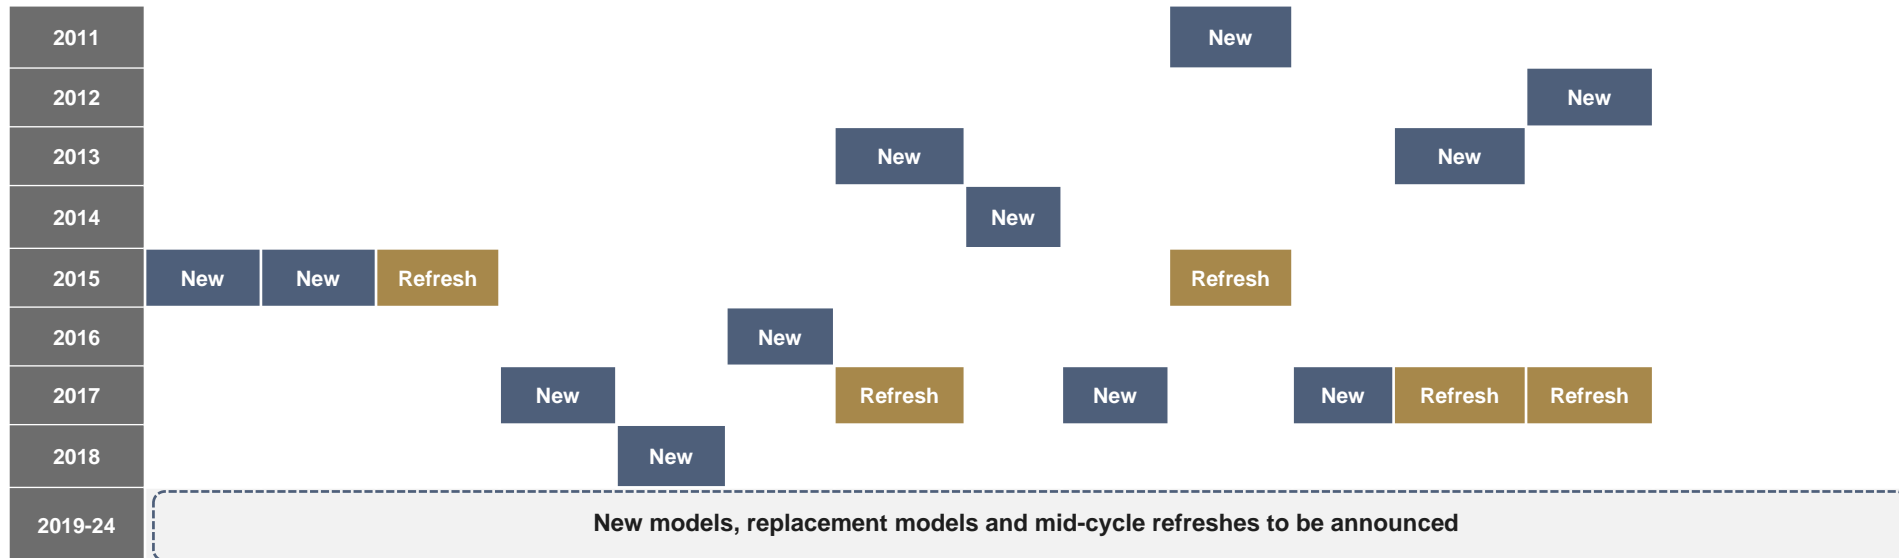 2011 New
2012 New
2013 New New
2014 New
2015 New New Refresh Refresh
2016 New
2017 New Refresh New New Refresh Refresh
2018 New
2019-24 New models, replacement models and mid-cycle refreshes to be announced